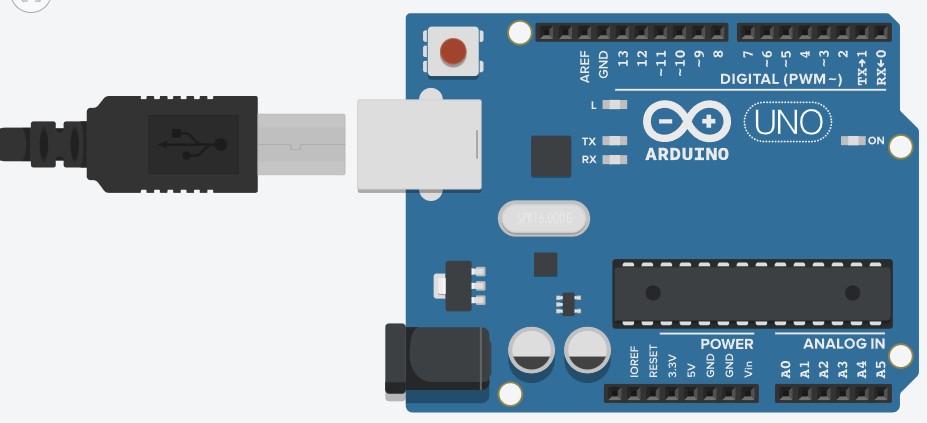 AREF
GND
13
12
~11
~10
~9
8
7
~6
~5
4
~3
2
TX→1
RX←0
DIGITAL (PWM~)
L
TX
RX
ARDUINO
UNO
ON
SPK16.000G
POWER
ANALOG IN
IOREF
RESET
3.3V
5V
GND
GND
Vin
A0
A1
A2
A3
A4
A5